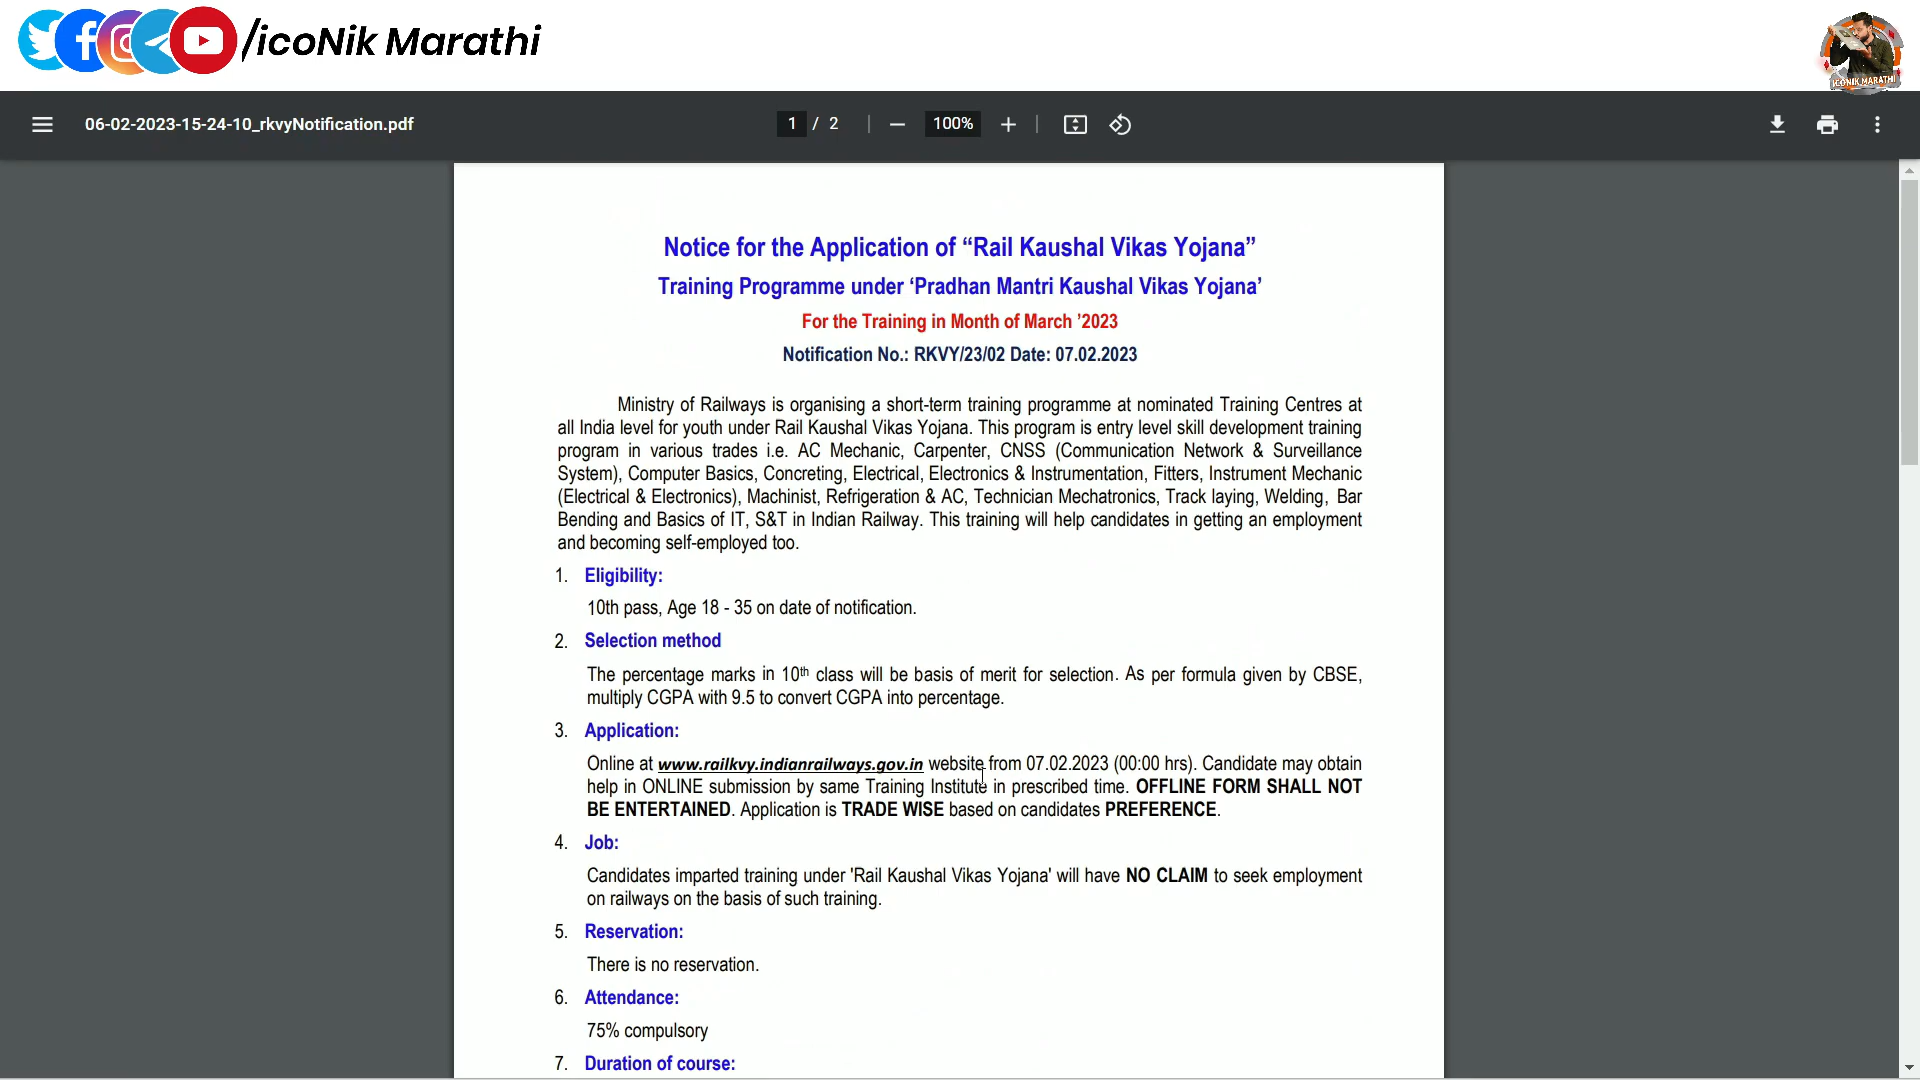 /icoNik Marathi
ICONIK MARATHI
06-02-2023-15-24-10_rkvyNotification.pdf
1 / 2
100%
Notice for the Application of “Rail Kaushal Vikas Yojana”
Training Programme under ‘Pradhan Mantri Kaushal Vikas Yojana’
For the Training in Month of March ’2023
Notification No.: RKVY/23/02 Date: 07.02.2023
Ministry of Railways is organising a short-term training programme at nominated Training Centres at
all India level for youth under Rail Kaushal Vikas Yojana. This program is entry level skill development training
program in various trades i.e. AC Mechanic, Carpenter, CNSS (Communication Network & Surveillance
System), Computer Basics, Concreting, Electrical, Electronics & Instrumentation, Fitters, Instrument Mechanic
(Electrical & Electronics), Machinist, Refrigeration & AC, Technician Mechatronics, Track laying, Welding, Bar
Bending and Basics of IT, S&T in Indian Railway. This training will help candidates in getting an employment
and becoming self-employed too.
1. Eligibility:
10th pass, Age 18 - 35 on date of notification.
2. Selection method
The percentage marks in 10th class will be basis of merit for selection. As per formula given by CBSE,
multiply CGPA with 9.5 to convert CGPA into percentage.
3. Application:
Online at www.railkvy.indianrailways.gov.in website from 07.02.2023 (00:00 hrs). Candidate may obtain
help in ONLINE submission by same Training Institute in prescribed time. OFFLINE FORM SHALL NOT
BE ENTERTAINED. Application is TRADE WISE based on candidates PREFERENCE.
4. Job:
Candidates imparted training under 'Rail Kaushal Vikas Yojana' will have NO CLAIM to seek employment
on railways on the basis of such training.
5. Reservation:
There is no reservation.
6. Attendance:
75% compulsory
7. Duration of course: